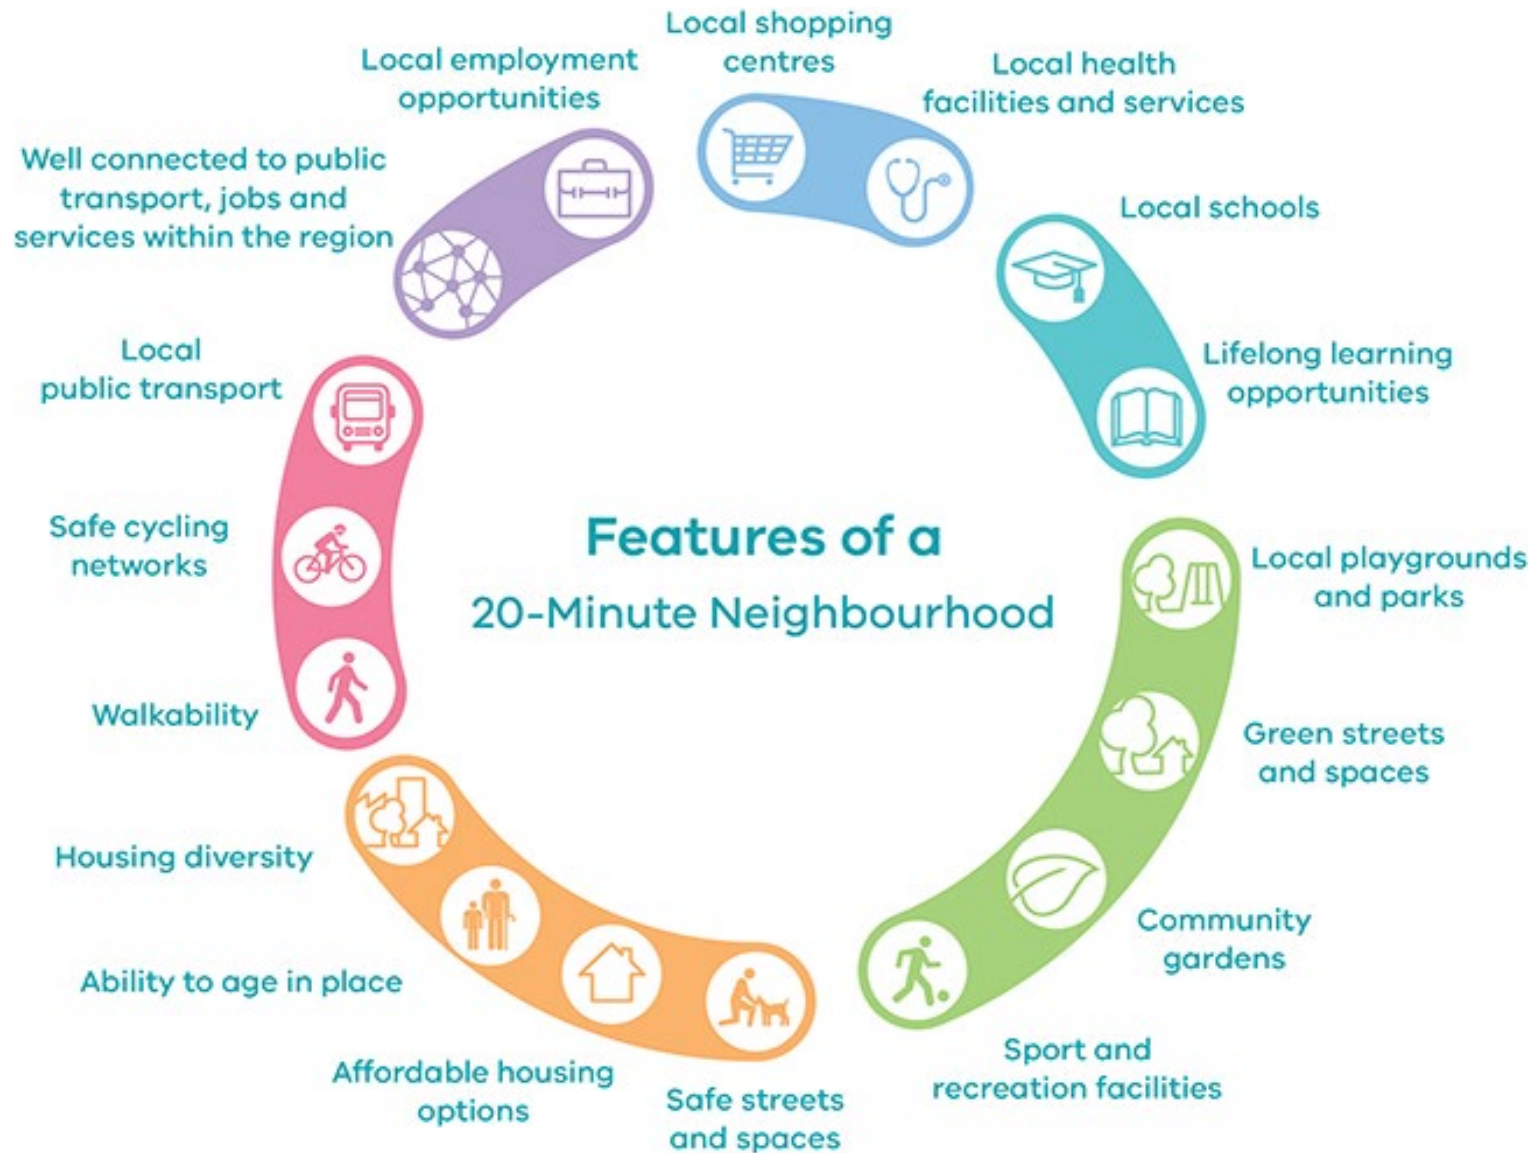 Features of a
20-Minute Neighbourhood
Local shopping
centres
Local health
facilities and services
Local schools
Lifelong learning
opportunities
Local playgrounds
and parks
Green streets
and spaces
Community
gardens
Sport and
recreation facilities
Safe streets
and spaces
Affordable housing
options
Ability to age in place
Housing diversity
Walkability
Safe cycling
networks
Local
public transport
Well connected to public
transport, jobs and
services within the region
Local employment
opportunities